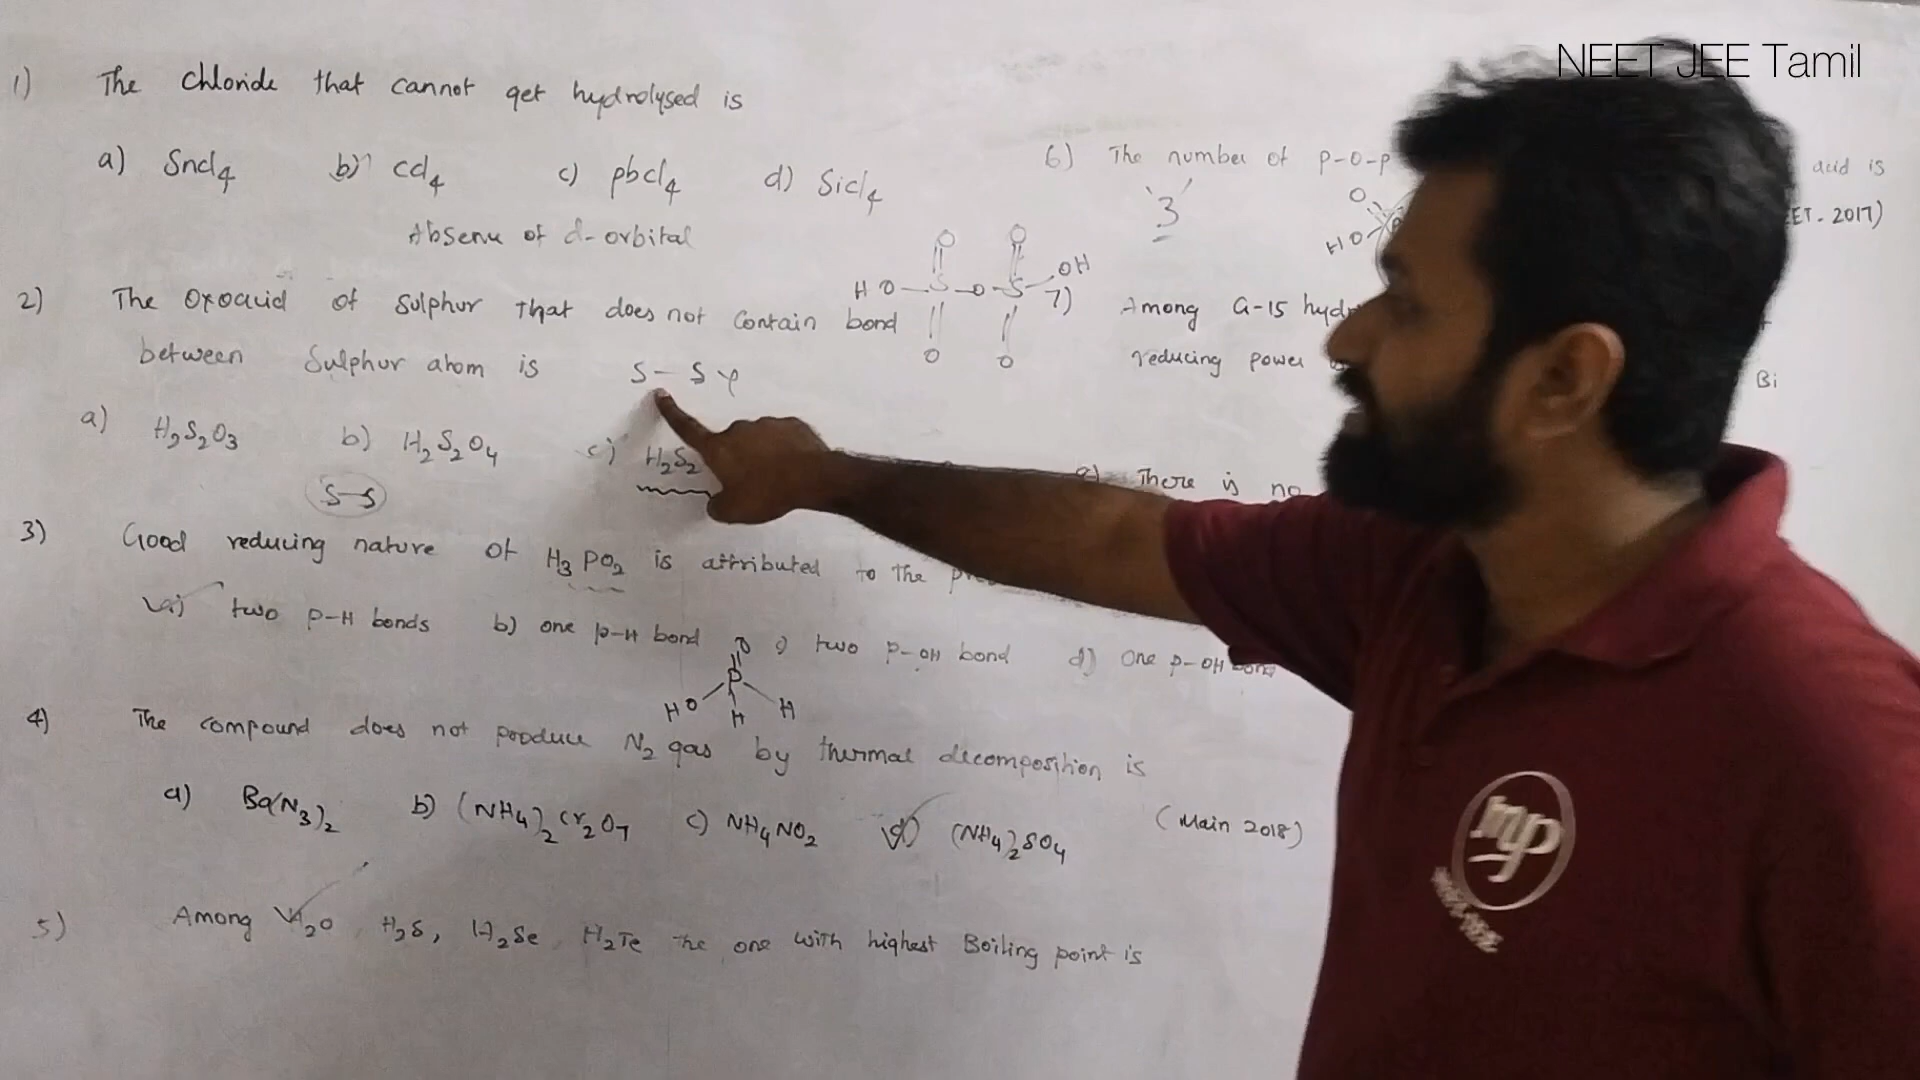 NEET JEE Tamil
1) The chloride that cannot get hydrolysed is
a) SnCl4 b) CCl4 c) pbcl4 d) Sicl4
Absence of d-orbital
2) The Oxoacid of Sulphur that does not contain bond
between Sulphur atom is S-S
a) H2S2O3 b) H2S2O4 c) H2S2
S-S
HO-S-O-S-OH
O O
O O
3) Good reducing nature of H3PO2 is attributed to the
a) two P-H bonds b) one p-H bond c) two P-OH bond d) One P-OH bond
O
P
HO H H
4) The compound does not produce N2 gas by thermal decomposition is
a) Ba(N3)2 b) (NH4)2Cr2O7 c) NH4NO2 d) (NH4)2SO4 (Main 2018)
5) Among H2O, H2S, H2Se, H2Te the one with highest Boiling point is
6) The number of P-O-P acid is
3 2017)
O
HO
7) Among G-15
reducing power
Bi
There is no
myp